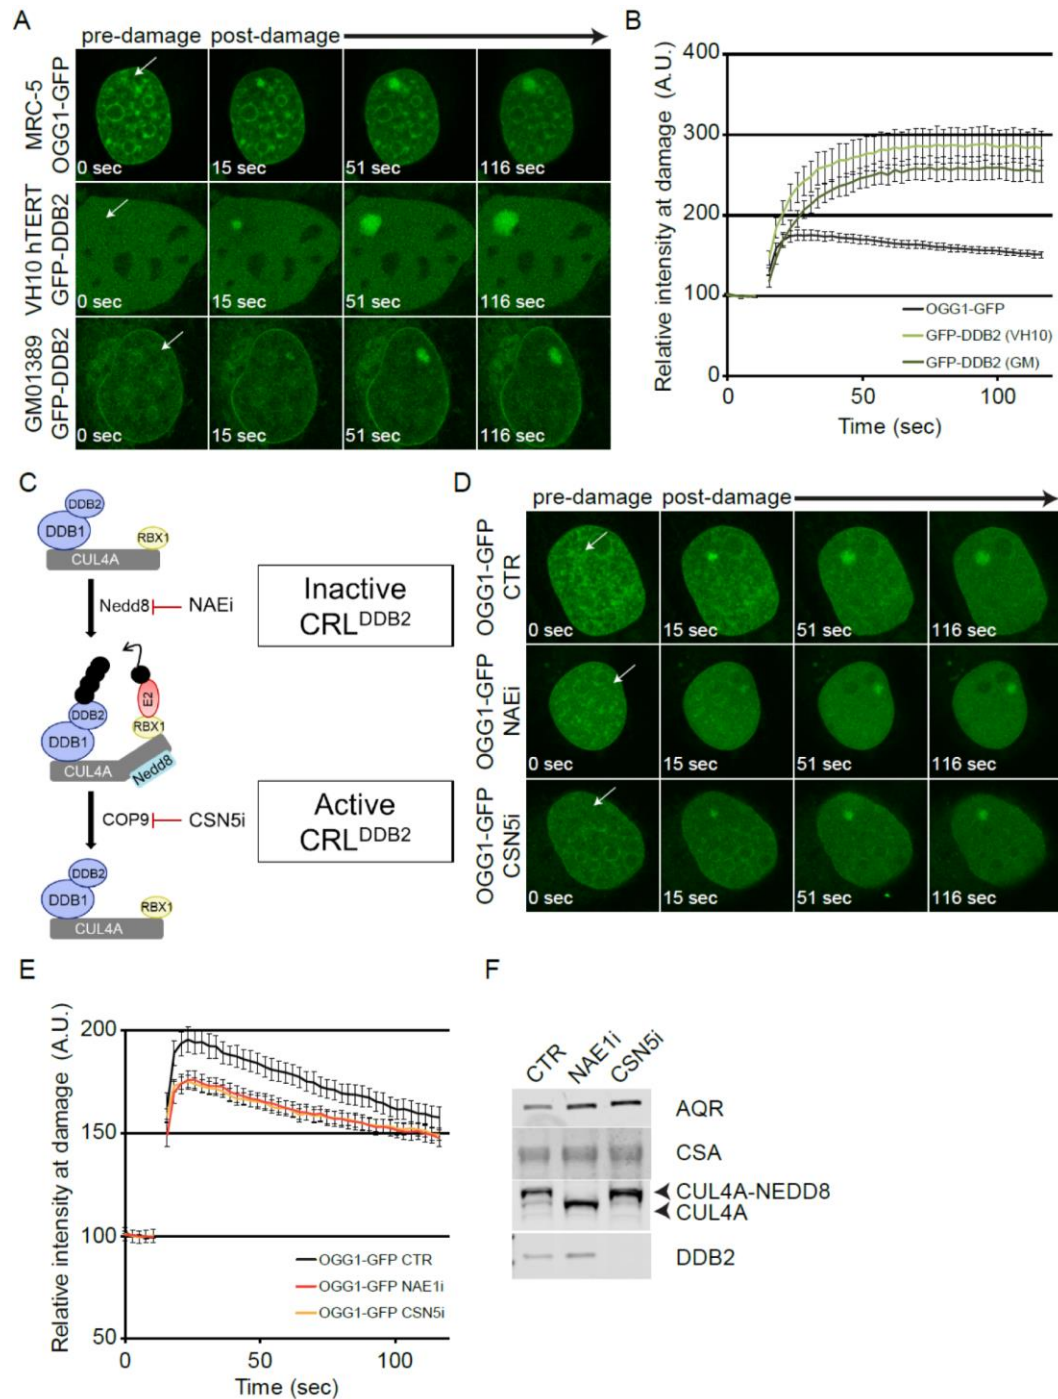 A
pre-damage post-damage
MRC-5
OGG1-GFP
0 sec 15 sec 51 sec 116 sec
VH10 hTERT
GFP-DDB2
0 sec 15 sec 51 sec 116 sec
GM01389
GFP-DDB2
0 sec 15 sec 51 sec 116 sec
B
Relative intensity at damage (A.U.)
400
300
200
100
0
0 50 100
Time (sec)
OGG1-GFP
GFP-DDB2 (VH10)
GFP-DDB2 (GM)
C
DDB2
DDB1
RBX1
CUL4A
Nedd8 NAEi
Inactive
CRL^DDB2
E2
DDB2
RBX1
DDB1
CUL4A
Nedd8
COP9 CSN5i
Active
CRL^DDB2
DDB2
DDB1
RBX1
CUL4A
D
pre-damage post-damage
OGG1-GFP
CTR
0 sec 15 sec 51 sec 116 sec
OGG1-GFP
NAEi
0 sec 15 sec 51 sec 116 sec
OGG1-GFP
CSN5i
0 sec 15 sec 51 sec 116 sec
E
Relative intensity at damage (A.U.)
200
150
100
50
0 50 100
Time (sec)
OGG1-GFP CTR
OGG1-GFP NAE1i
OGG1-GFP CSN5i
F
CTR NAE1i CSN5i
AQR
CSA
CUL4A-NEDD8
CUL4A
DDB2